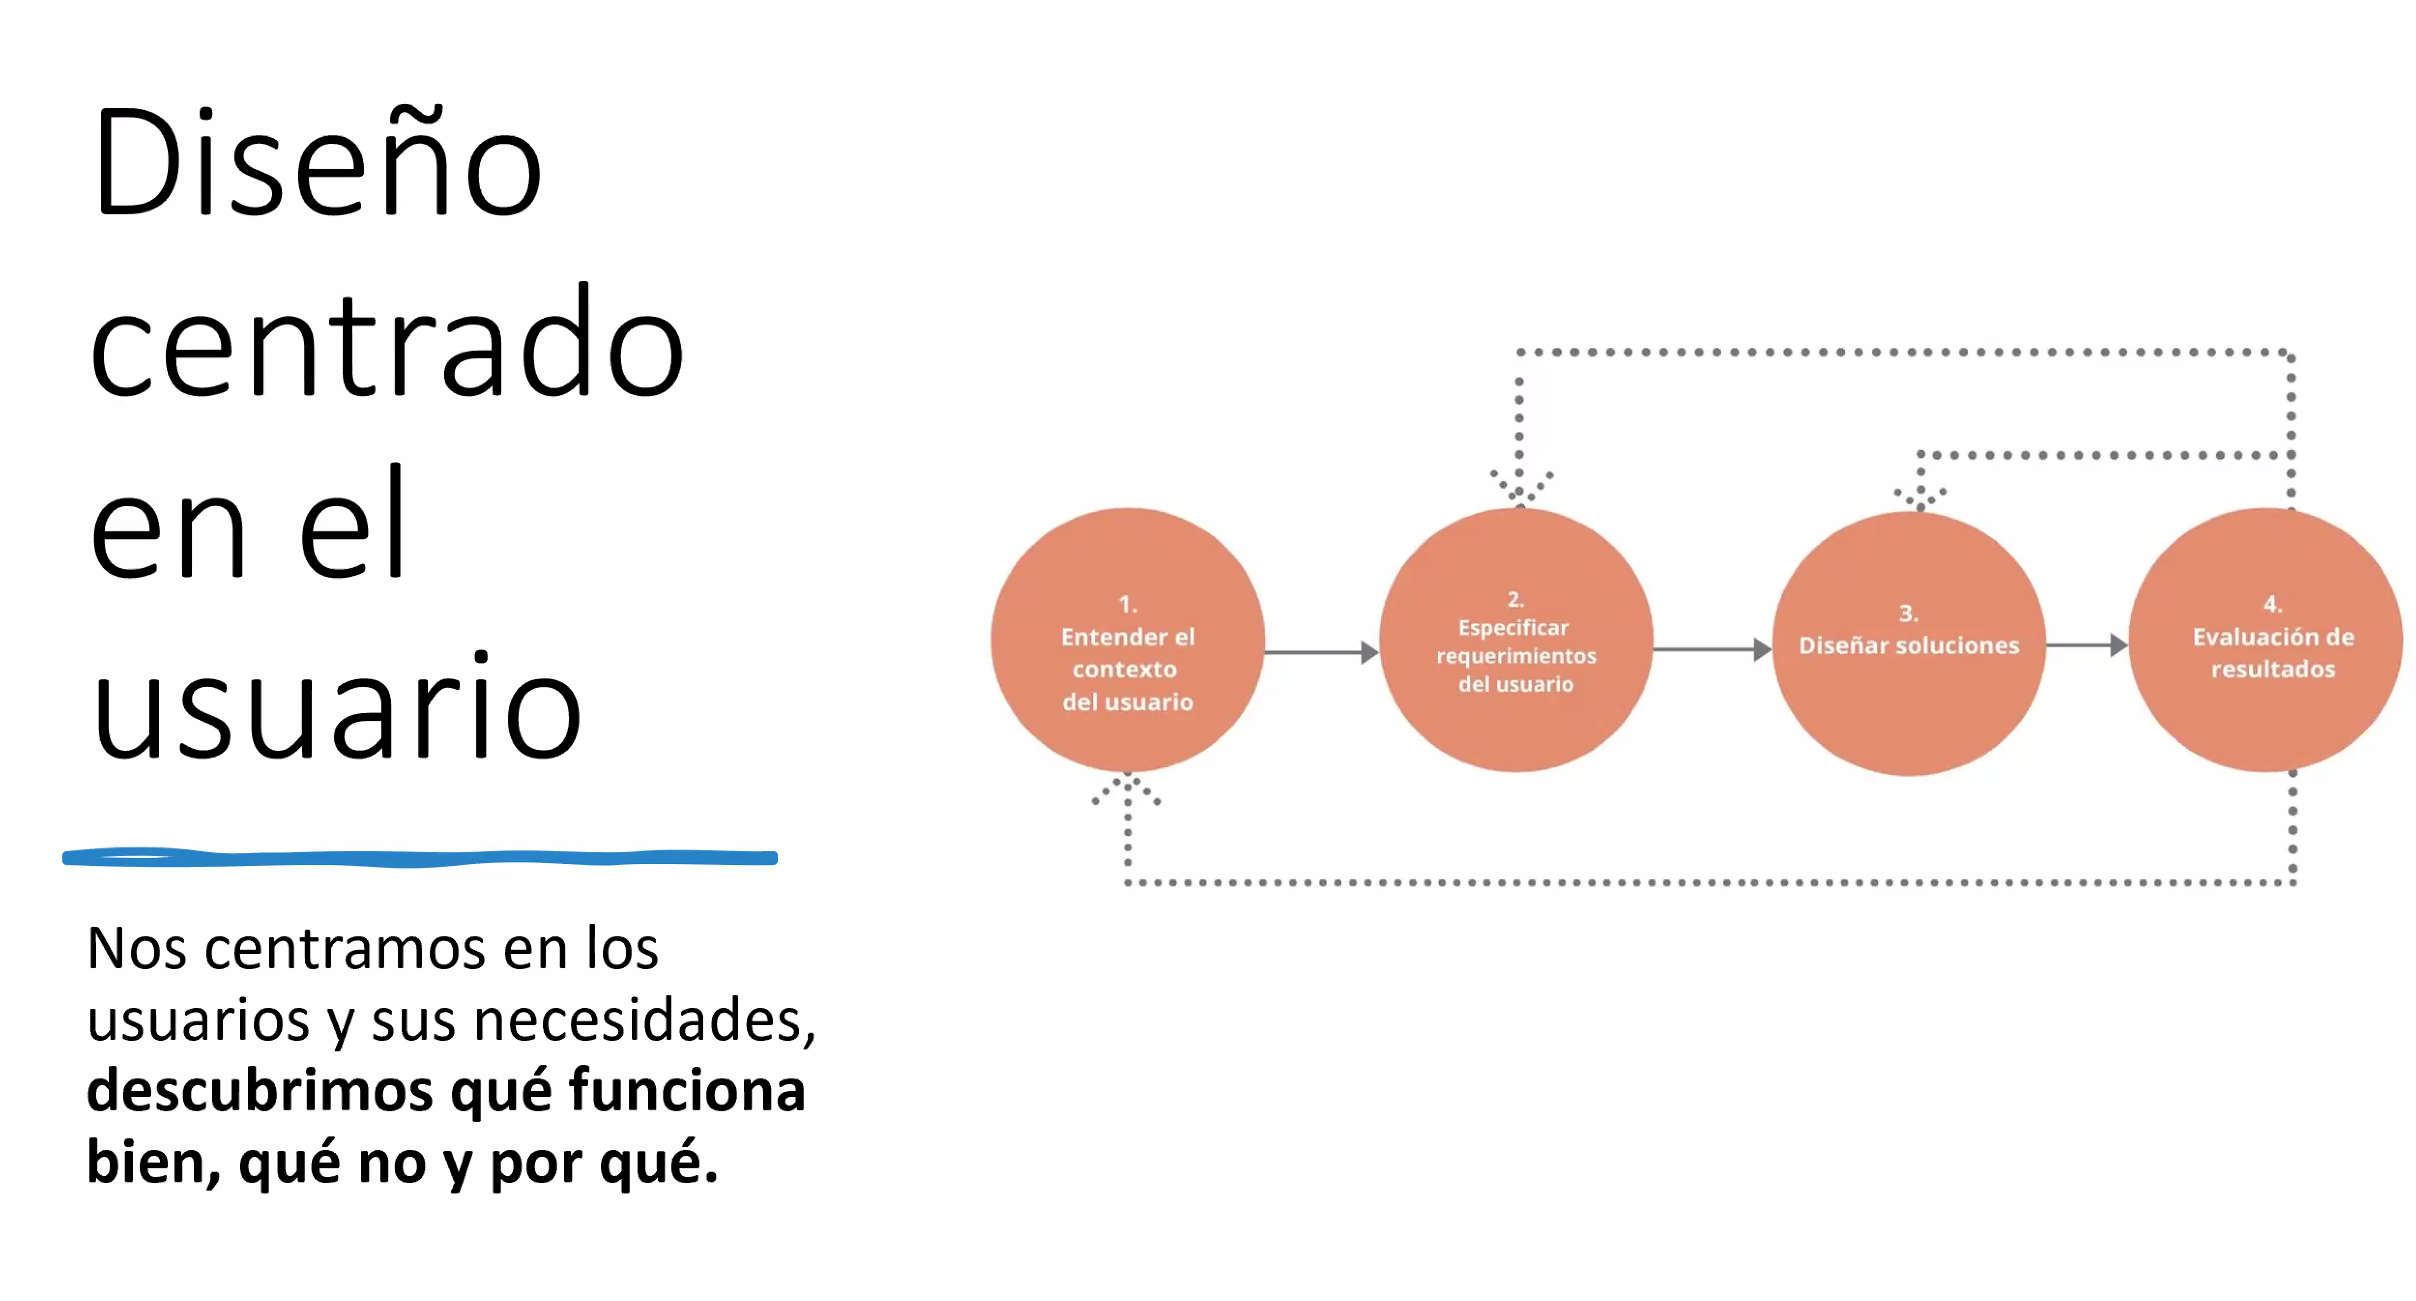 Diseño
centrado
en el
usuario
Nos centramos en los
usuarios y sus necesidades,
descubrimos qué funciona
bien, qué no y por qué.
1.
Entender el
contexto
del usuario
2.
Especificar
requerimientos
del usuario
3.
Diseñar soluciones
4.
Evaluación de
resultados